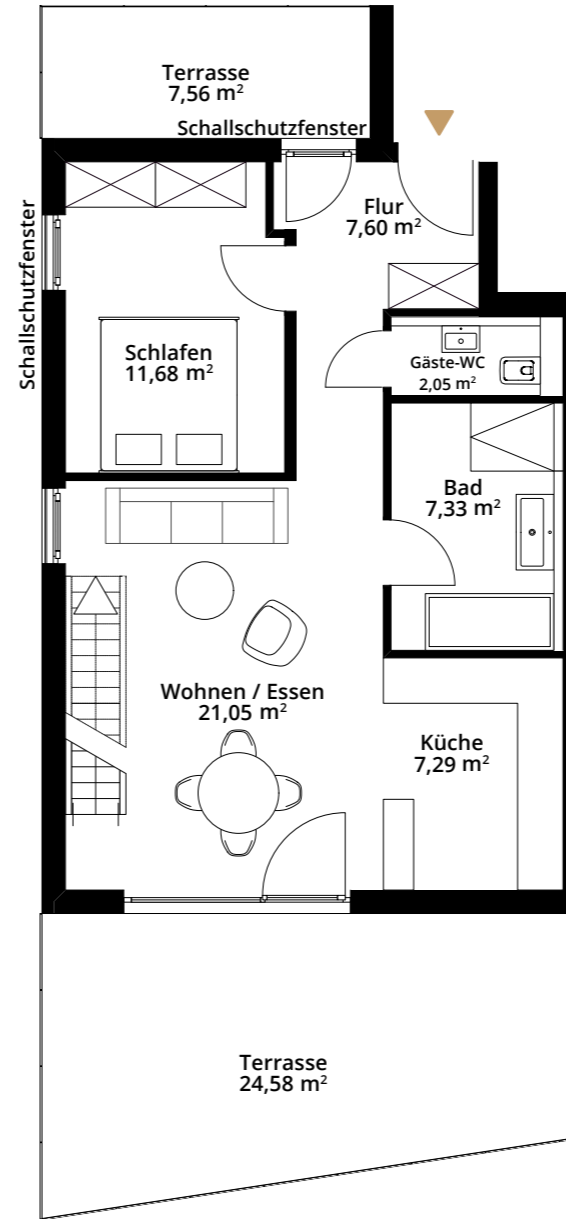 Terrasse
7,56 m²
Schallschutzfenster
Flur
7,60 m²
Schallschutzfenster
Schlafen
11,68 m²
Gäste-WC
2,05 m²
Bad
7,33 m²
Wohnen / Essen
21,05 m²
Küche
7,29 m²
Terrasse
24,58 m²